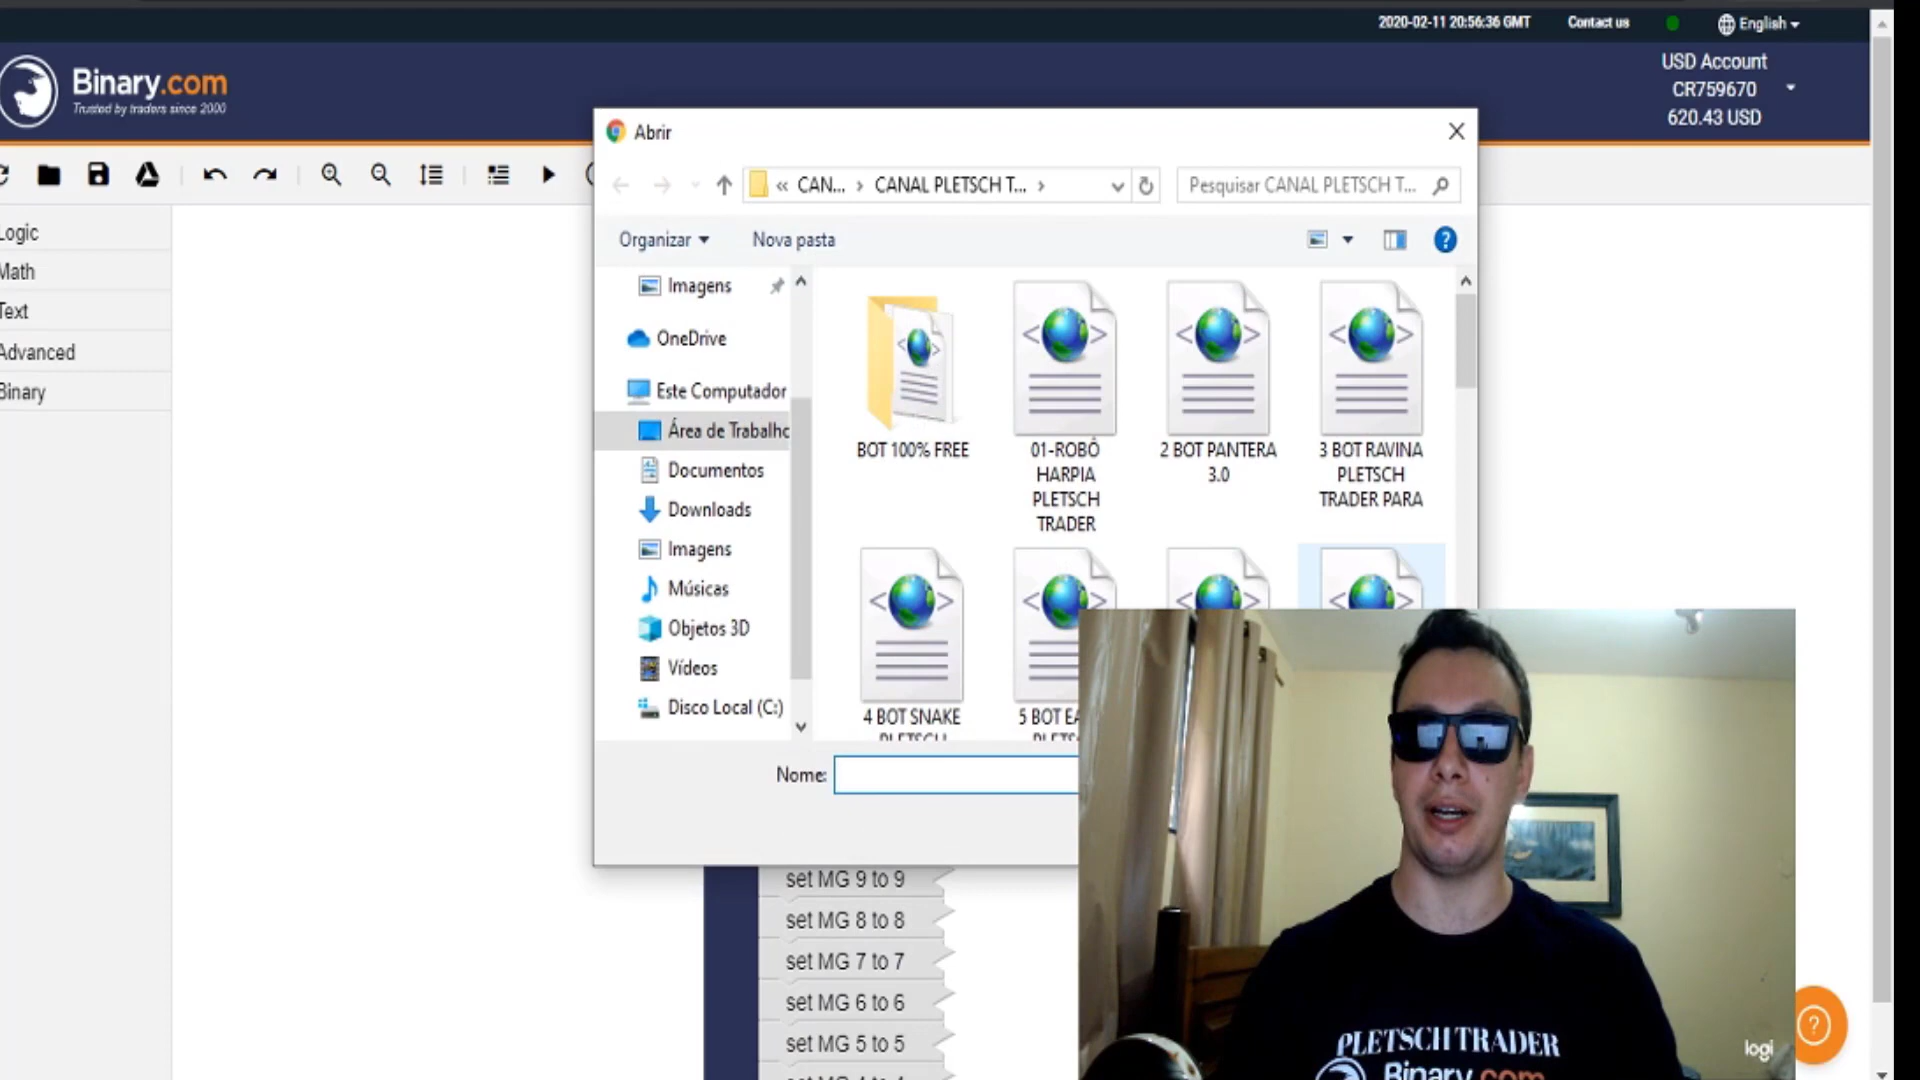 2020-02-11 20:56:36 GMT
Contact us
English
Binary.com
Trusted by traders since 2000
USD Account
CR759670
620.43 USD
Abrir
« CAN... › CANAL PLETSCH T... ›
Pesquisar CANAL PLETSCH T...
Organizar
Nova pasta
Logic
Math
Text
Advanced
Binary
Imagens
OneDrive
Este Computador
Área de Trabalho
Documentos
Downloads
Imagens
Músicas
Objetos 3D
Vídeos
Disco Local (C:)
BOT 100% FREE
01-ROBÔ
HARPIA
PLETSCH
TRADER
2 BOT PANTERA
3.0
3 BOT RAVINA
PLETSCH
TRADER PARA
4 BOT SNAKE
PLETSCH
5 BOT EA
PLETS
Nome:
set MG 9 to 9
set MG 8 to 8
set MG 7 to 7
set MG 6 to 6
set MG 5 to 5
PLETSCH TRADER
Binary.com
logi